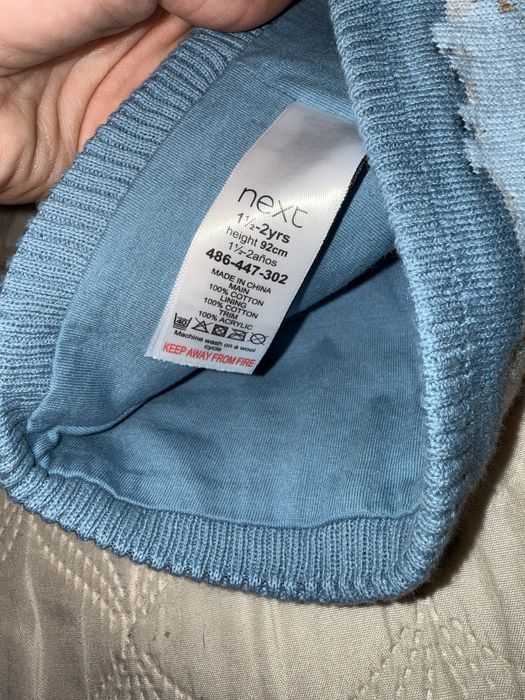 next
1½-2yrs
height 92cm
1½-2años
486-447-302
MADE IN CHINA
MAIN
100% COTTON
LINING
100% COTTON
TRIM
100% ACRYLIC
40
Machine wash on a wool
cycle
KEEP AWAY FROM FIRE